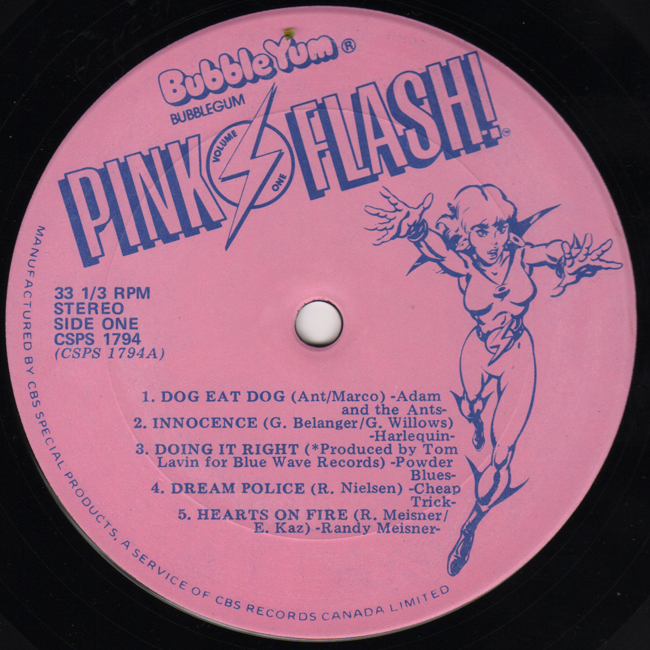 BubbleYum®
BUBBLEGUM
PINK FLASH!™
VOLUME
ONE
33 1/3 RPM
STEREO
SIDE ONE
CSPS 1794
(CSPS 1794A)
1. DOG EAT DOG (Ant/Marco) -Adam
and the Ants-
2. INNOCENCE (G. Belanger/G. Willows)
-Harlequin-
3. DOING IT RIGHT (*Produced by Tom
Lavin for Blue Wave Records) -Powder
Blues-
4. DREAM POLICE (R. Nielsen) -Cheap
Trick-
5. HEARTS ON FIRE (R. Meisner/
E. Kaz) -Randy Meisner-
MANUFACTURED BY CBS SPECIAL PRODUCTS, A SERVICE OF CBS RECORDS CANADA LIMITED